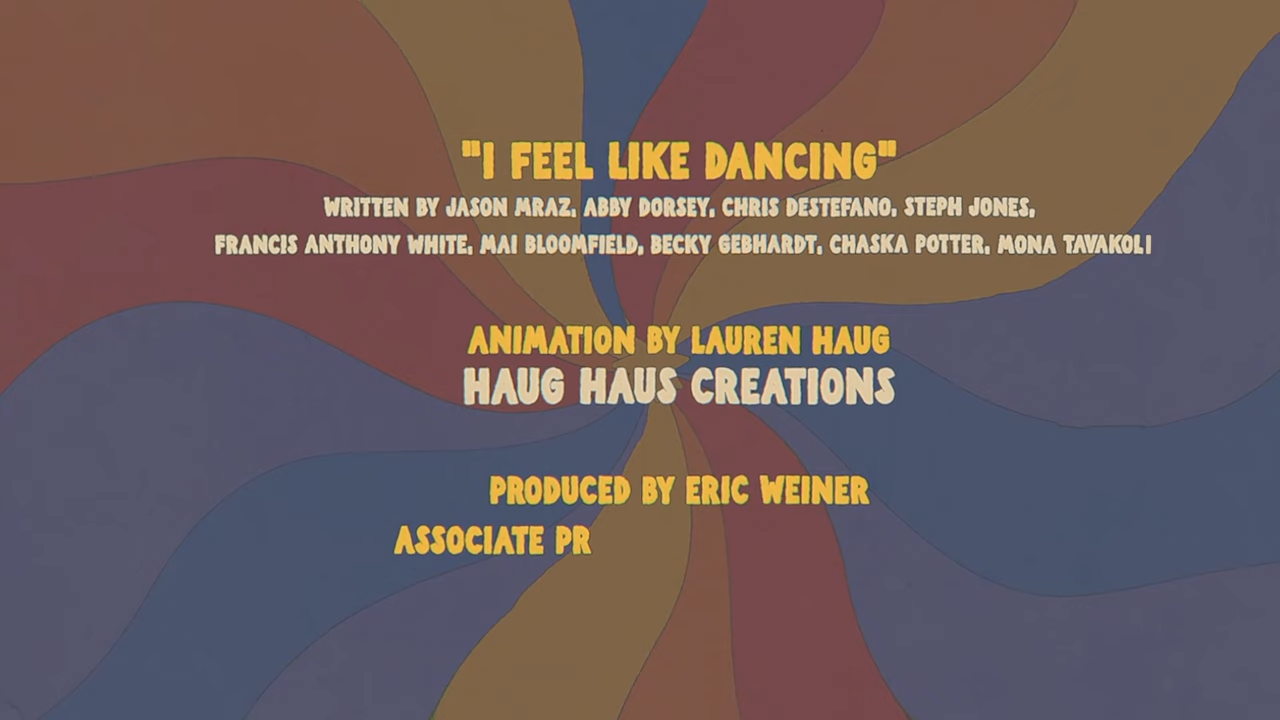 "I FEEL LIKE DANCING"
WRITTEN BY JASON MRAZ, ABBY DORSEY, CHRIS DESTEFANO, STEPH JONES,
FRANCIS ANTHONY WHITE, MAI BLOOMFIELD, BECKY GEBHARDT, CHASKA POTTER, MONA TAVAKOLI
ANIMATION BY LAUREN HAUG
HAUG HAUS CREATIONS
PRODUCED BY ERIC WEINER
ASSOCIATE PR